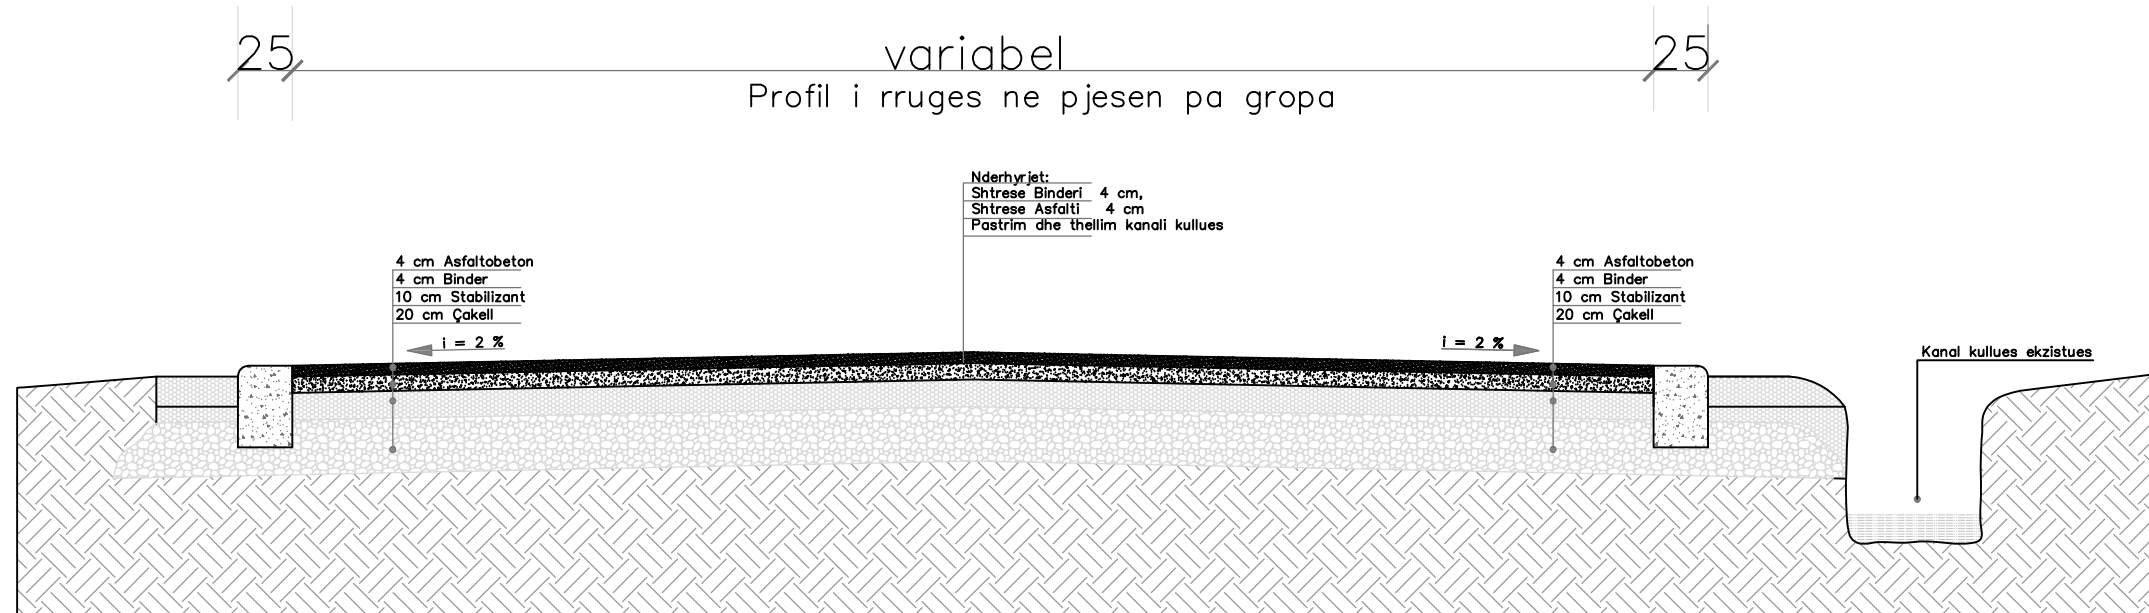 25 variabel 25
Profil i rruges ne pjesen pa gropa
Nderhyrjet:
Shtrese Binderi 4 cm,
Shtrese Asfalti 4 cm
Pastrim dhe thellim kanali kullues
4 cm Asfaltobeton
4 cm Binder
10 cm Stabilizant
20 cm Çakell
i = 2 %
4 cm Asfaltobeton
4 cm Binder
10 cm Stabilizant
20 cm Çakell
i = 2 %
Kanal kullues ekzistues